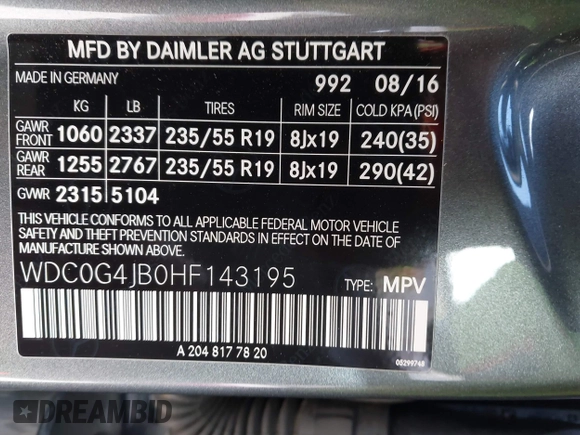 MFD BY DAIMLER AG STUTTGART
MADE IN GERMANY 992 08/16
KG LB TIRES RIM SIZE COLD KPA (PSI)
GAWR FRONT 1060 2337 235/55 R19 8Jx19 240(35)
GAWR REAR 1255 2767 235/55 R19 8Jx19 290(42)
GVWR 2315 5104
THIS VEHICLE CONFORMS TO ALL APPLICABLE FEDERAL MOTOR VEHICLE
SAFETY AND THEFT PREVENTION STANDARDS IN EFFECT ON THE DATE OF
MANUFACTURE SHOWN ABOVE.
WDC0G4JB0HF143195 TYPE: MPV
A 204 817 78 20
05299748
DREAMBID